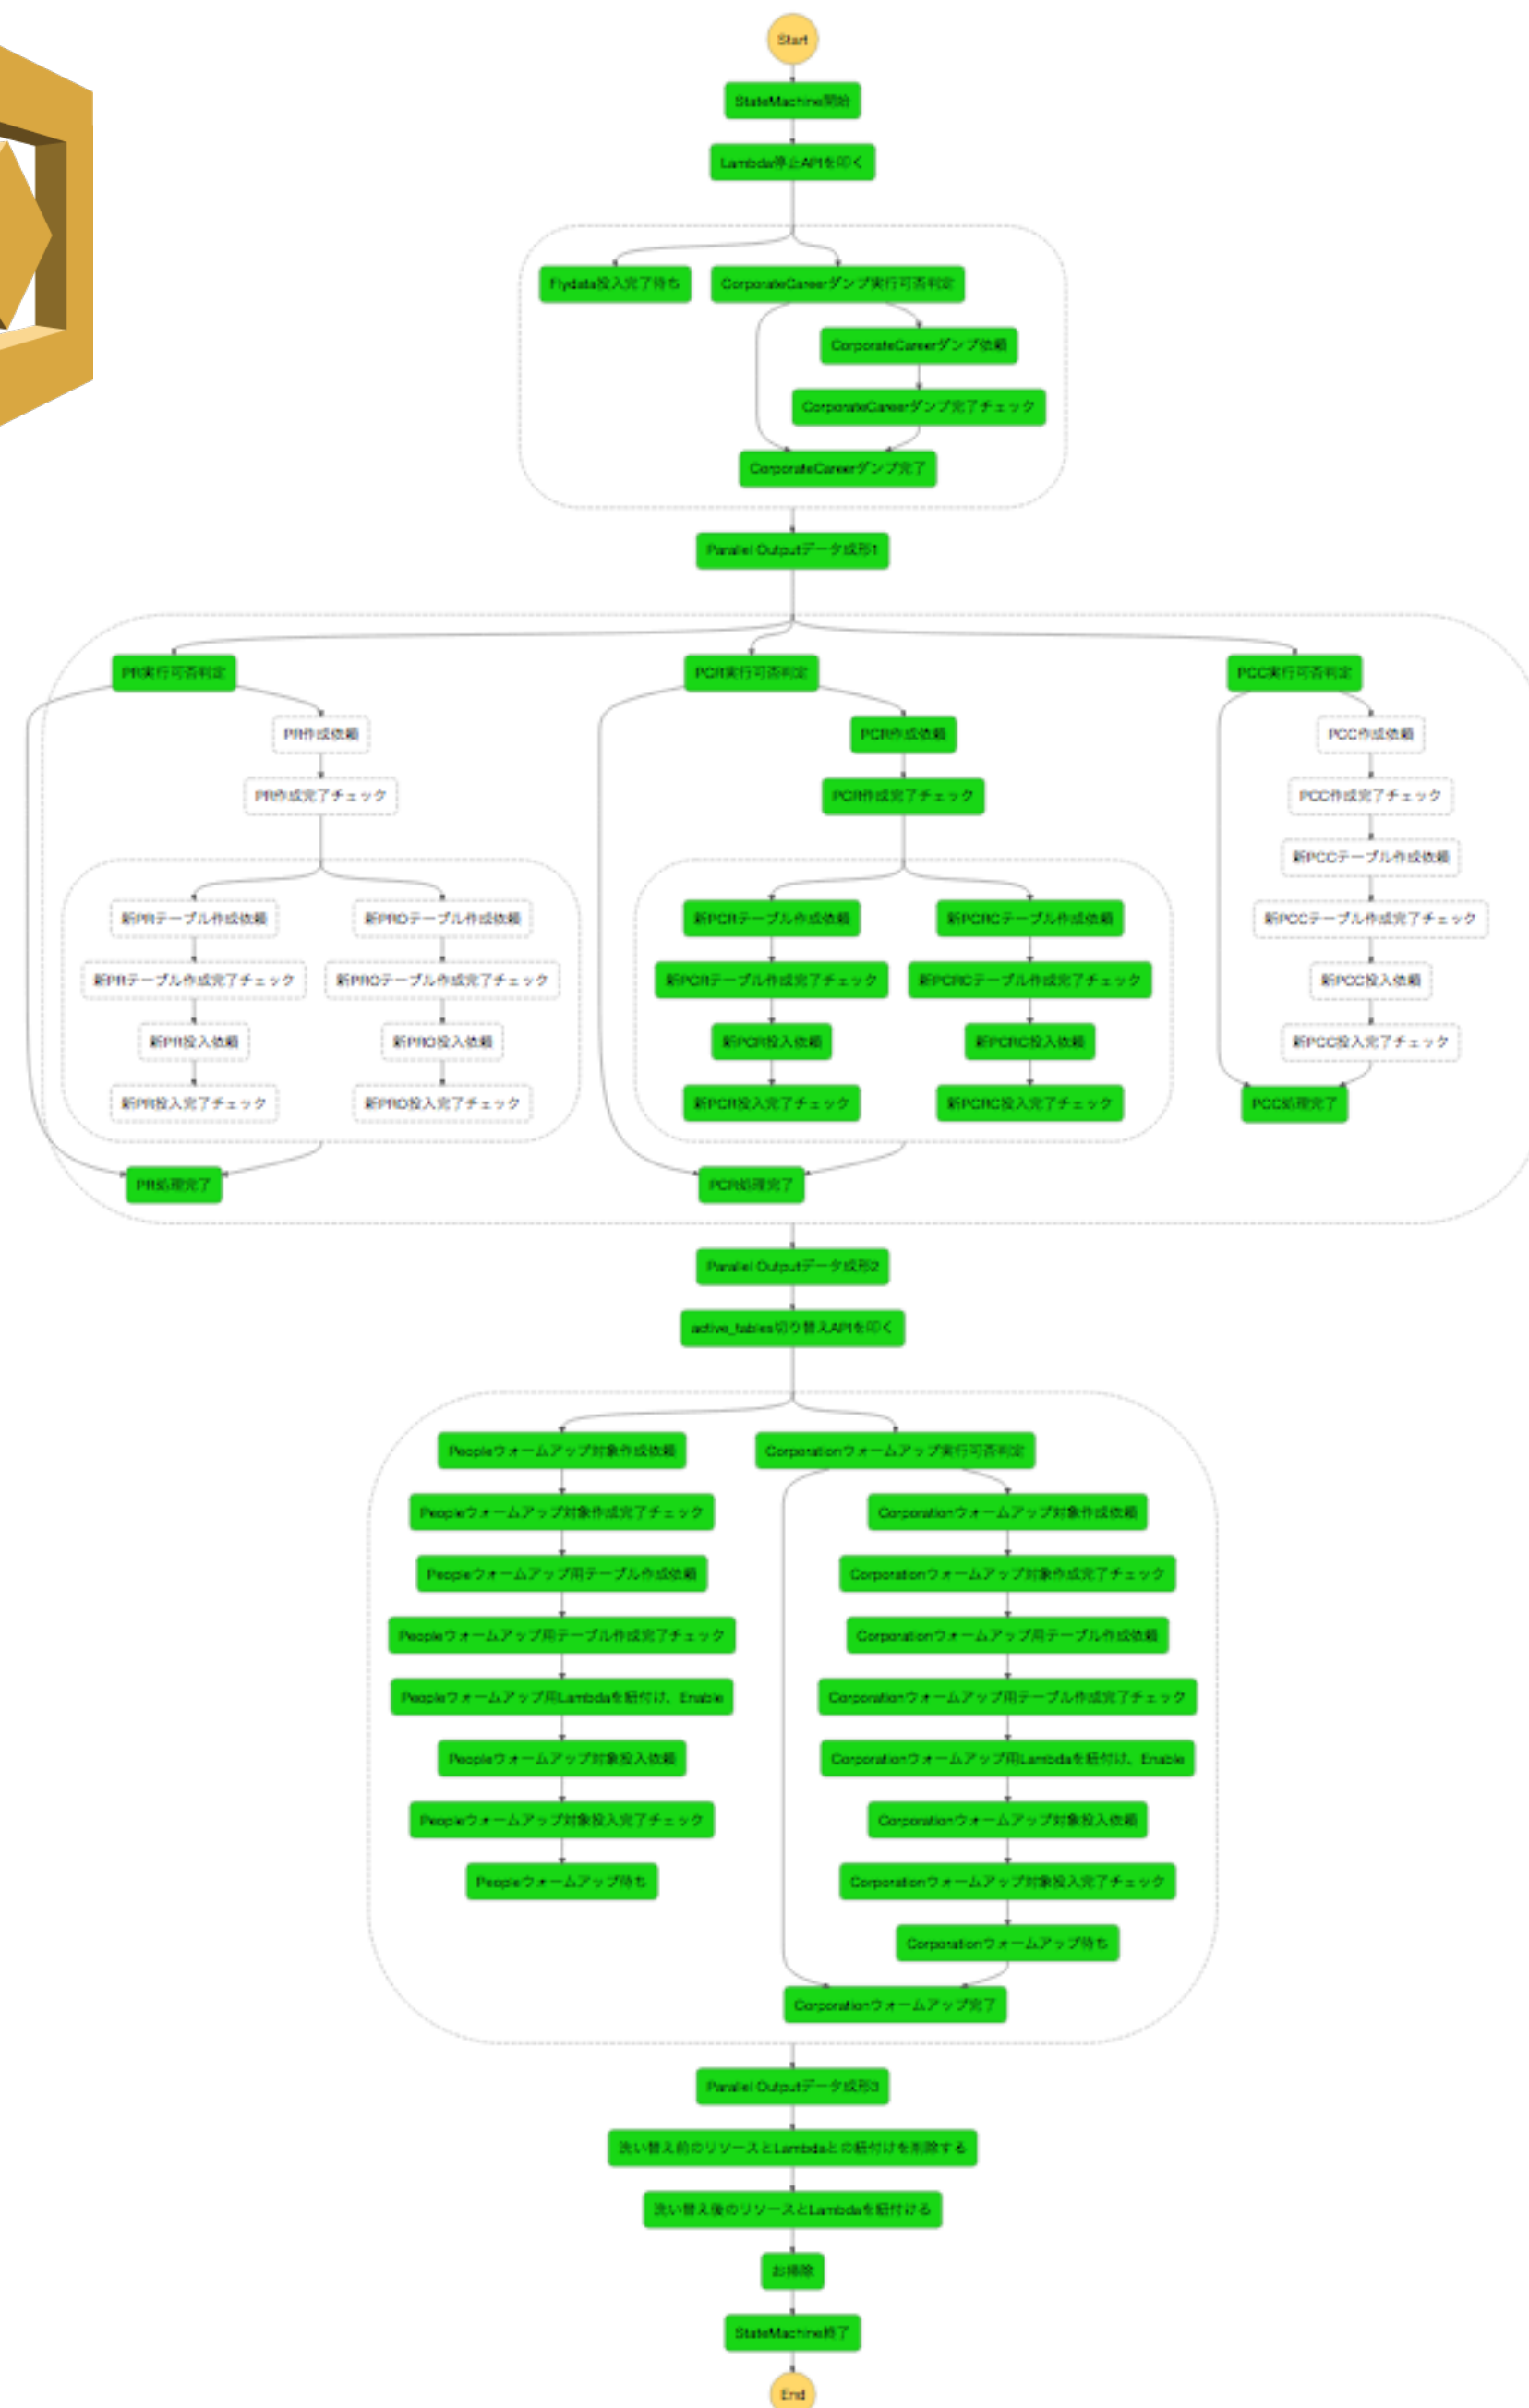 Start
StateMachine開始
Lambda停止APIを叩く
Flydata投入完了待ち
CorporateCareerダンプ実行可否判定
CorporateCareerダンプ依頼
CorporateCareerダンプ完了チェック
CorporateCareerダンプ完了
Parallel Outputデータ成形1
PR実行可否判定
PR作成依頼
PR作成完了チェック
新PRテーブル作成依頼
新PRテーブル作成完了チェック
新PR投入依頼
新PR投入完了チェック
新PROテーブル作成依頼
新PROテーブル作成完了チェック
新PRO投入依頼
新PRO投入完了チェック
PR処理完了
PCR実行可否判定
PCR作成依頼
PCR作成完了チェック
新PCRテーブル作成依頼
新PCRテーブル作成完了チェック
新PCR投入依頼
新PCR投入完了チェック
新PCRCテーブル作成依頼
新PCRCテーブル作成完了チェック
新PCRC投入依頼
新PCRC投入完了チェック
PCR処理完了
PCC実行可否判定
PCC作成依頼
PCC作成完了チェック
新PCCテーブル作成依頼
新PCCテーブル作成完了チェック
新PCC投入依頼
新PCC投入完了チェック
PCC処理完了
Parallel Outputデータ成形2
active_tables切り替えAPIを叩く
Peopleウォームアップ対象作成依頼
Peopleウォームアップ対象作成完了チェック
Peopleウォームアップ用テーブル作成依頼
Peopleウォームアップ用テーブル作成完了チェック
Peopleウォームアップ用Lambdaを紐付け、Enable
Peopleウォームアップ対象投入依頼
Peopleウォームアップ対象投入完了チェック
Peopleウォームアップ待ち
Corporationウォームアップ実行可否判定
Corporationウォームアップ対象作成依頼
Corporationウォームアップ対象作成完了チェック
Corporationウォームアップ用テーブル作成依頼
Corporationウォームアップ用テーブル作成完了チェック
Corporationウォームアップ用Lambdaを紐付け、Enable
Corporationウォームアップ対象投入依頼
Corporationウォームアップ対象投入完了チェック
Corporationウォームアップ待ち
Corporationウォームアップ完了
Parallel Outputデータ成形3
洗い替え前のリソースとLambdaとの紐付けを削除する
洗い替え後のリソースとLambdaを紐付ける
お掃除
StateMachine終了
End